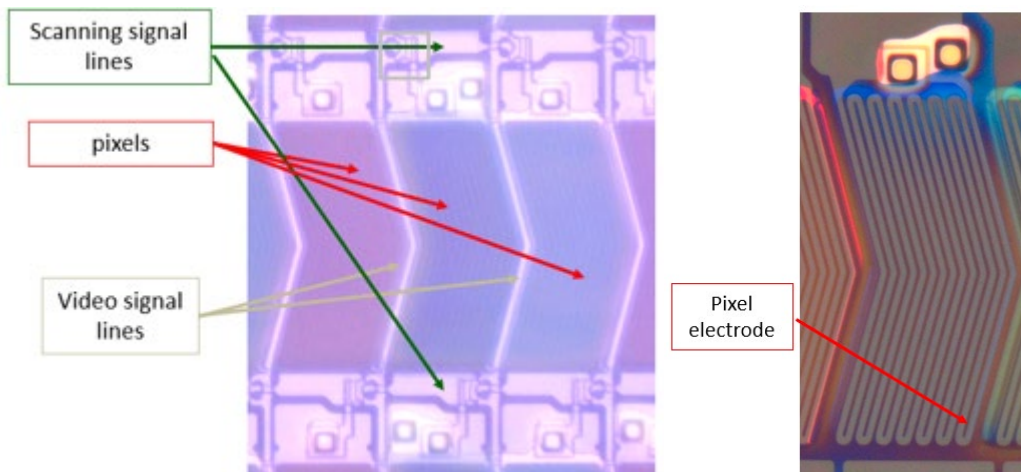 Scanning signal
lines
pixels
Video signal
lines
Pixel
electrode